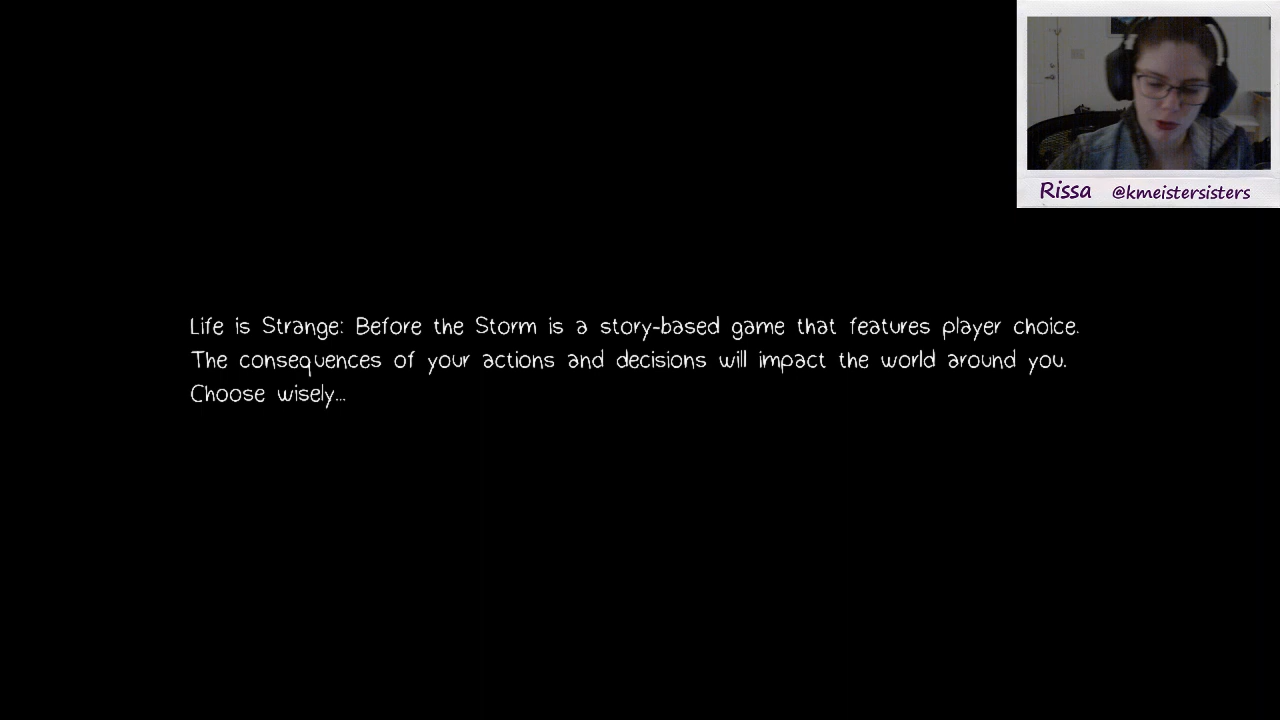 Rissa @kmeistersisters
Life is Strange: Before the Storm is a story-based game that features player choice.
The consequences of your actions and decisions will impact the world around you.
Choose wisely...